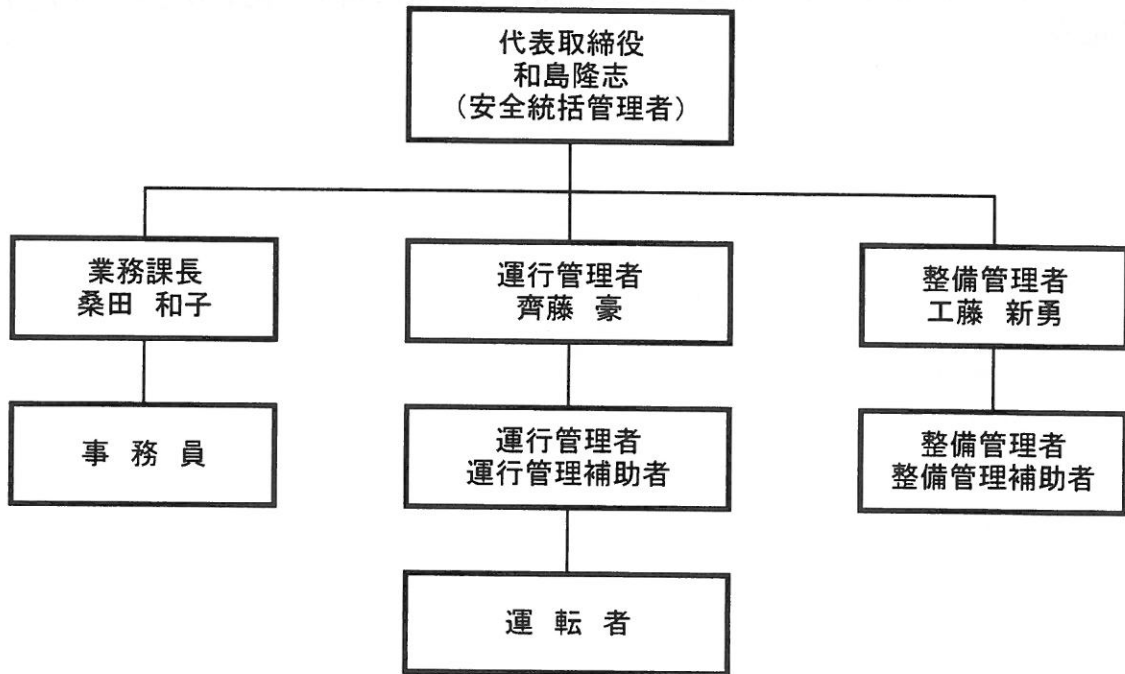 代表取締役
和島隆志
（安全統括管理者）
業務課長
桑田 和子
運行管理者
齊藤 豪
整備管理者
工藤 新勇
事 務 員
運行管理者
運行管理補助者
整備管理者
整備管理補助者
運 転 者